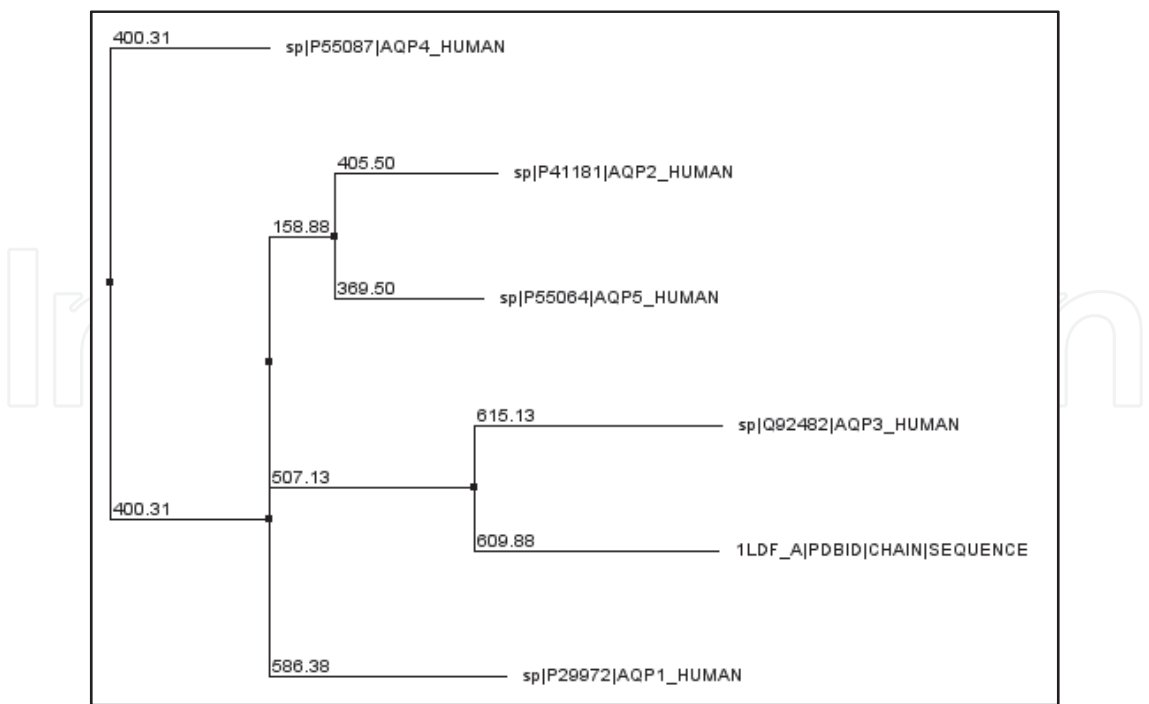 400.31
sp|P55087|AQP4_HUMAN
405.50
sp|P41181|AQP2_HUMAN
158.88
369.50
sp|P55064|AQP5_HUMAN
615.13
sp|Q92482|AQP3_HUMAN
507.13
400.31
609.88
1LDF_A|PDBID|CHAIN|SEQUENCE
586.38
sp|P29972|AQP1_HUMAN